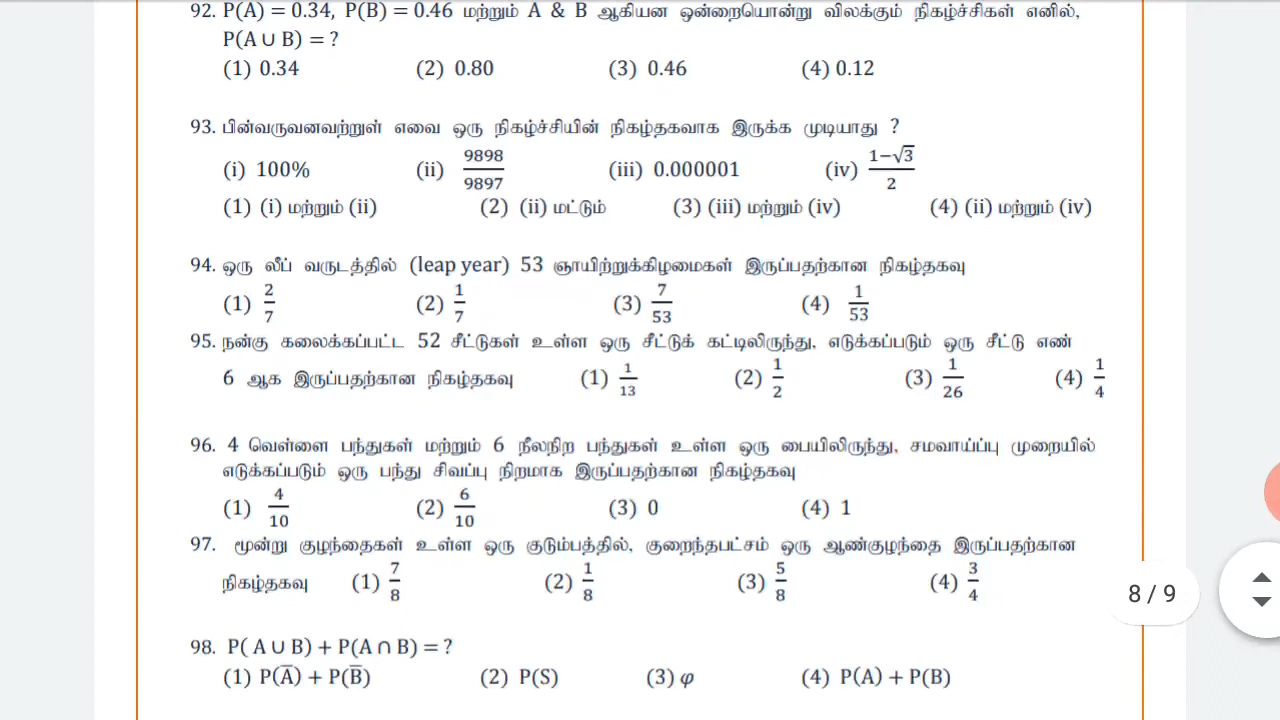 92. P(A) = 0.34, P(B) = 0.46 மற்றும் A & B ஆகியன ஒன்றையொன்று விலக்கும் நிகழ்ச்சிகள் எனில்,
P(A ∪ B) = ?
(1) 0.34 (2) 0.80 (3) 0.46 (4) 0.12
93. பின்வருவனவற்றுள் எவை ஒரு நிகழ்ச்சியின் நிகழ்தகவாக இருக்க முடியாது ?
(i) 100% (ii) 9898/9897 (iii) 0.000001 (iv) (1−√3)/2
(1) (i) மற்றும் (ii) (2) (ii) மட்டும் (3) (iii) மற்றும் (iv) (4) (ii) மற்றும் (iv)
94. ஒரு லீப் வருடத்தில் (leap year) 53 ஞாயிற்றுக்கிழமைகள் இருப்பதற்கான நிகழ்தகவு
(1) 2/7 (2) 1/7 (3) 7/53 (4) 1/53
95. நன்கு கலைக்கப்பட்ட 52 சீட்டுகள் உள்ள ஒரு சீட்டுக் கட்டிலிருந்து, எடுக்கப்படும் ஒரு சீட்டு எண்
6 ஆக இருப்பதற்கான நிகழ்தகவு (1) 1/13 (2) 1/2 (3) 1/26 (4) 1/4
96. 4 வெள்ளை பந்துகள் மற்றும் 6 நீலநிற பந்துகள் உள்ள ஒரு பையிலிருந்து, சமவாய்ப்பு முறையில்
எடுக்கப்படும் ஒரு பந்து சிவப்பு நிறமாக இருப்பதற்கான நிகழ்தகவு
(1) 4/10 (2) 6/10 (3) 0 (4) 1
97. மூன்று குழந்தைகள் உள்ள ஒரு குடும்பத்தில், குறைந்தபட்சம் ஒரு ஆண்குழந்தை இருப்பதற்கான
நிகழ்தகவு (1) 7/8 (2) 1/8 (3) 5/8 (4) 3/4
8 / 9
98. P( A ∪ B) + P(A ∩ B) = ?
(1) P(A̅) + P(B̅) (2) P(S) (3) φ (4) P(A) + P(B)